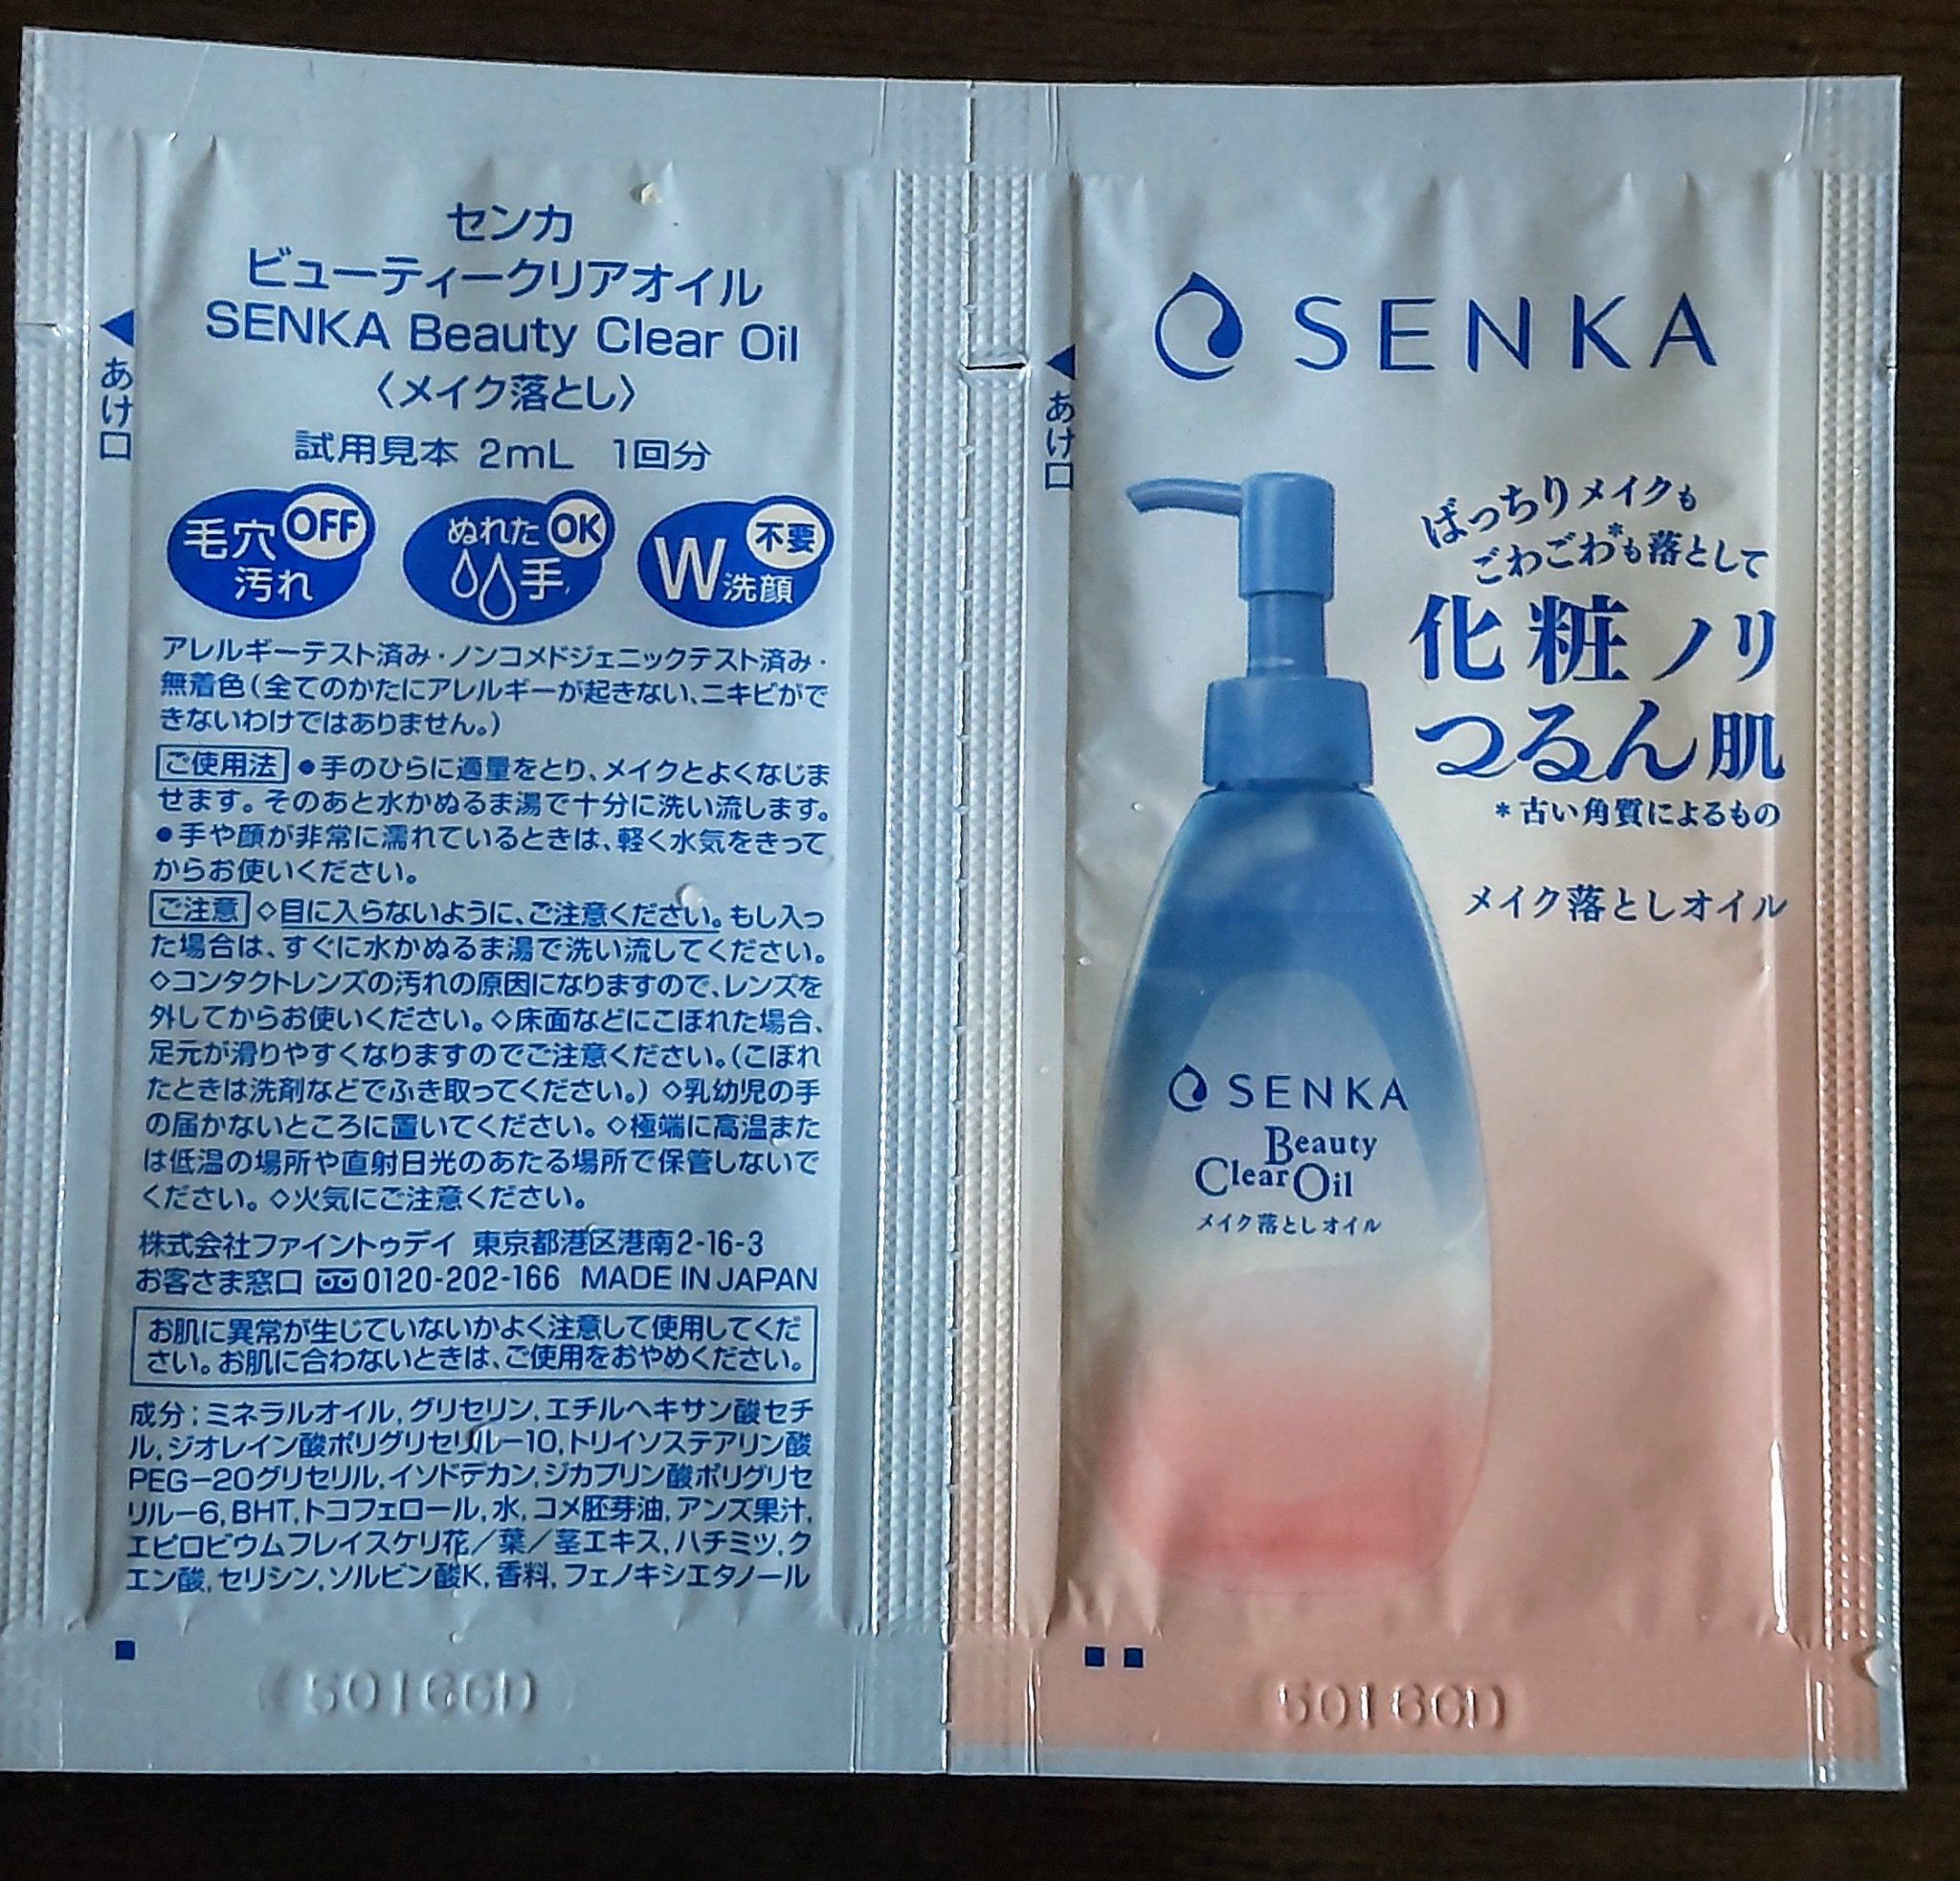 センカ
ビューティークリアオイル
SENKA Beauty Clear Oil
〈メイク落とし〉
試用見本 2mL 1回分
あけ口
毛穴 OFF
汚れ
ぬれた OK
手
W 不要
洗顔
アレルギーテスト済み・ノンコメドジェニックテスト済み・
無着色(全てのかたにアレルギーが起きない、ニキビがで
きないわけではありません。)
ご使用法 ●手のひらに適量をとり、メイクとよくなじま
せます。そのあと水かぬるま湯で十分に洗い流します。
●手や顔が非常に濡れているときは、軽く水気をきって
からお使いください。
ご注意 ◇目に入らないように、ご注意ください。もし入っ
た場合は、すぐに水かぬるま湯で洗い流してください。
◇コンタクトレンズの汚れの原因になりますので、レンズを
外してからお使いください。◇床面などにこぼれた場合、
足元が滑りやすくなりますのでご注意ください。(こぼれ
たときは洗剤などでふき取ってください。)◇乳幼児の手
の届かないところに置いてください。◇極端に高温また
は低温の場所や直射日光のあたる場所で保管しないで
ください。◇火気にご注意ください。
株式会社ファイントゥデイ 東京都港区港南2-16-3
お客さま窓口 0120-202-166 MADE IN JAPAN
お肌に異常が生じていないかよく注意して使用してくだ
さい。お肌に合わないときは、ご使用をおやめください。
成分:ミネラルオイル,グリセリン,エチルヘキサン酸セチ
ル,ジオレイン酸ポリグリセリル－10,トリイソステアリン酸
PEG－20グリセリル,イソドデカン,ジカプリン酸ポリグリセ
リル－6,BHT,トコフェロール,水,コメ胚芽油,アンズ果汁,
エピロビウムフレイスケリ花／葉／茎エキス,ハチミツ,ク
エン酸,セリシン,ソルビン酸K,香料,フェノキシエタノール
あけ口
SENKA
ばっちりメイクも
ごわごわ*も落として
化粧ノリ
つるん肌
*古い角質によるもの
メイク落としオイル
SENKA
Beauty
Clear Oil
メイク落としオイル